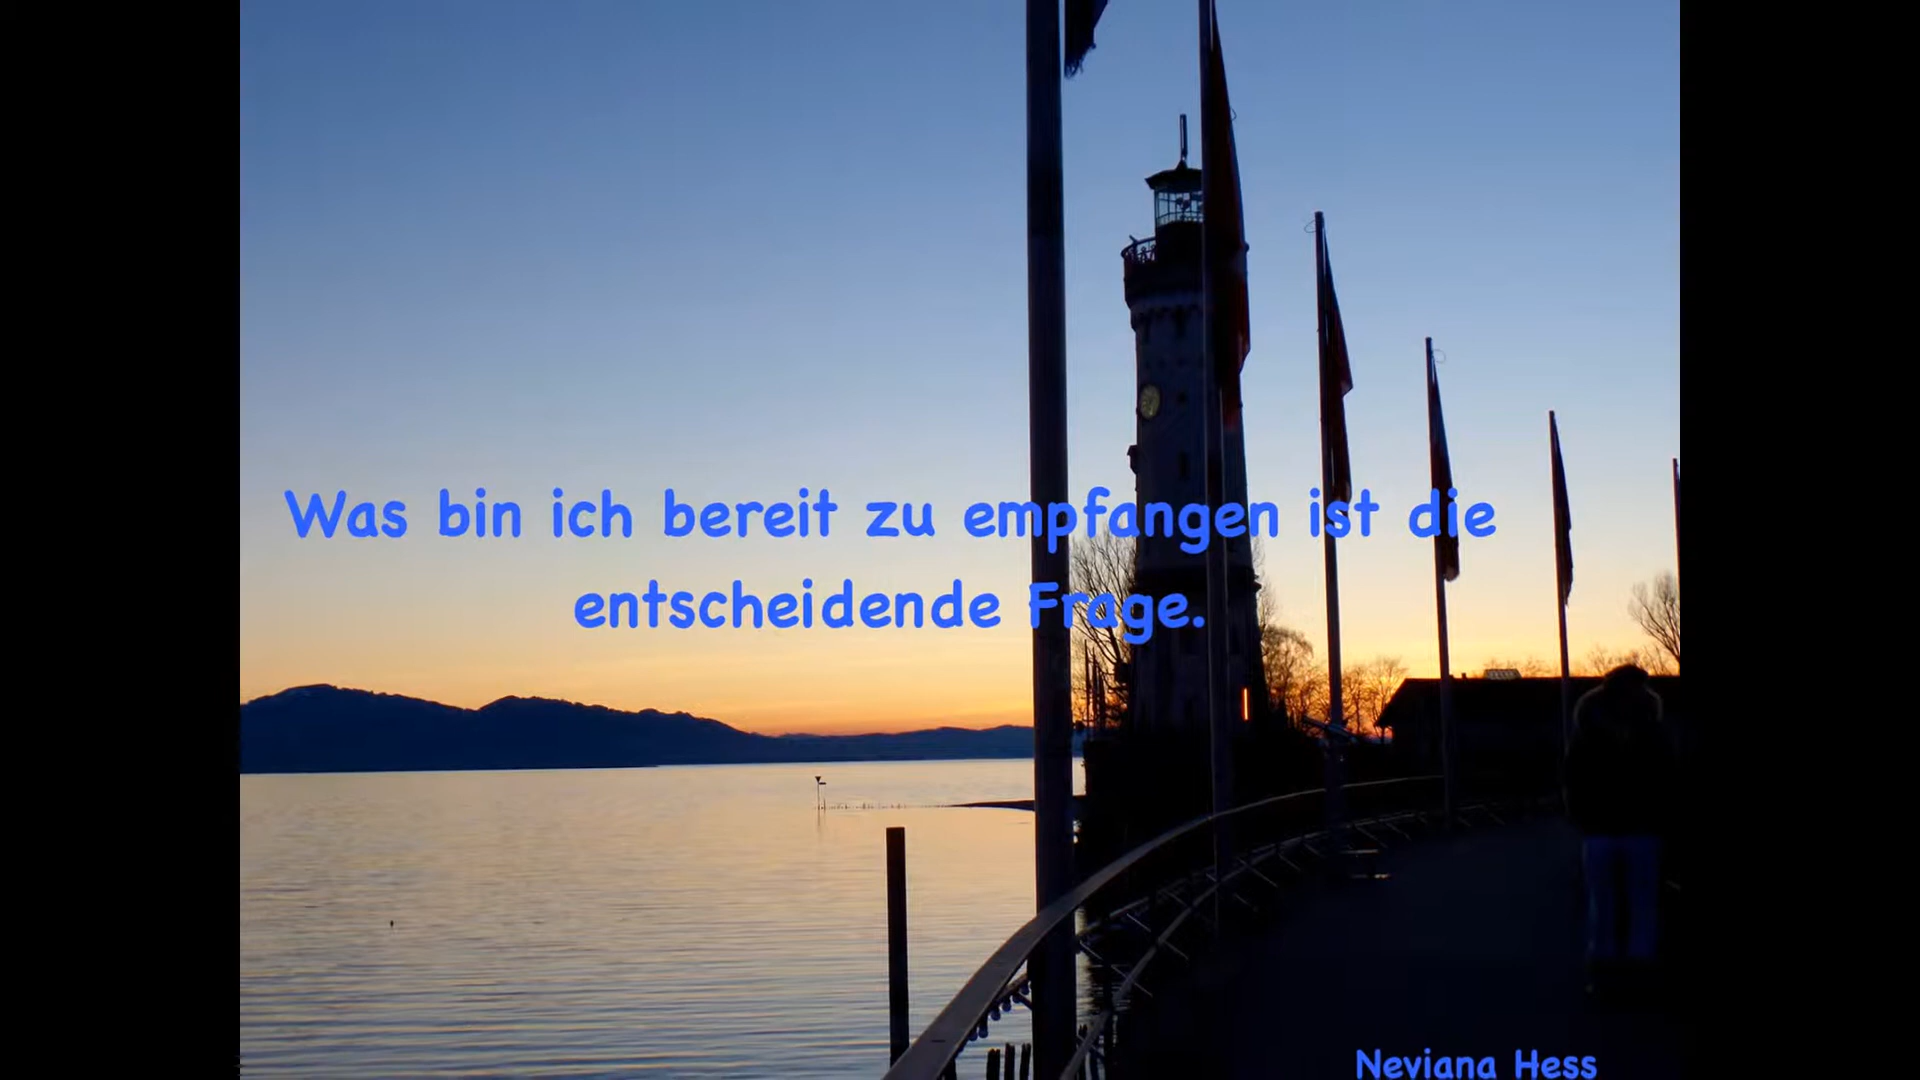 Was bin ich bereit zu empfangen ist die
entscheidende Frage.
Neviana Hess